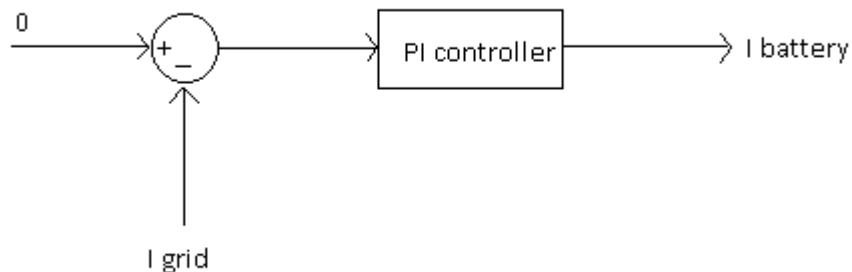 0
+
–
PI controller
I battery
I grid